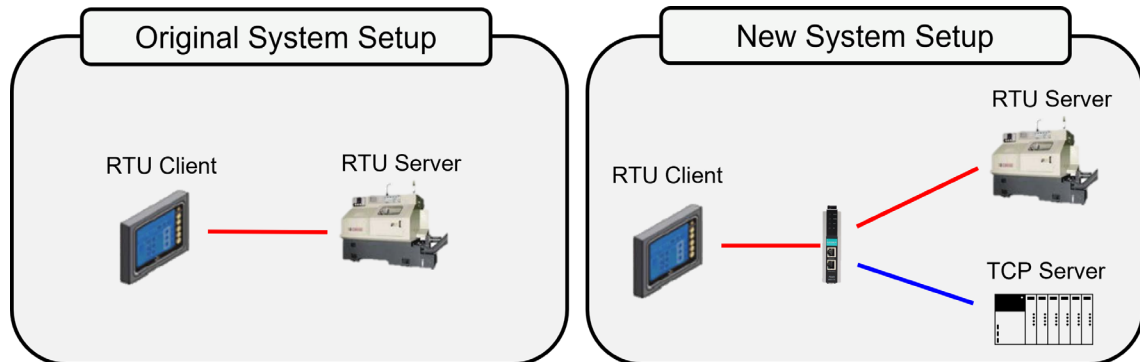 Original System Setup
RTU Client
RTU Server
New System Setup
RTU Server
RTU Client
TCP Server